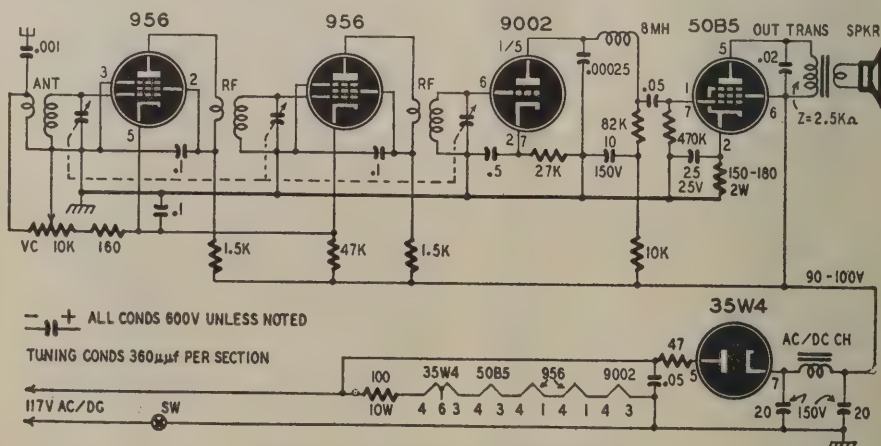 956 956 9002 50B5
1/5 8MH 5 OUT TRANS SPKR
.001 .00025 .02
ANT 3 2 RF RF 6 .05 1 7 6
5 2 7 82K 470K 2 Z=2.5KΩ
.1 .1 .5 27K 10 150V 25 25V 150-180 2W
.1
VC 10K 160 1.5K 47K 1.5K 10K
90-100V
35W4
- + ALL CONDS 600V UNLESS NOTED
TUNING CONDS 360μμf PER SECTION
47 AC/DC CH
100 35W4 50B5 956 9002 .05 5 7
10W 4 6 3 4 3 4 1 4 1 4 3 20 150V 20
117V AC/DG SW